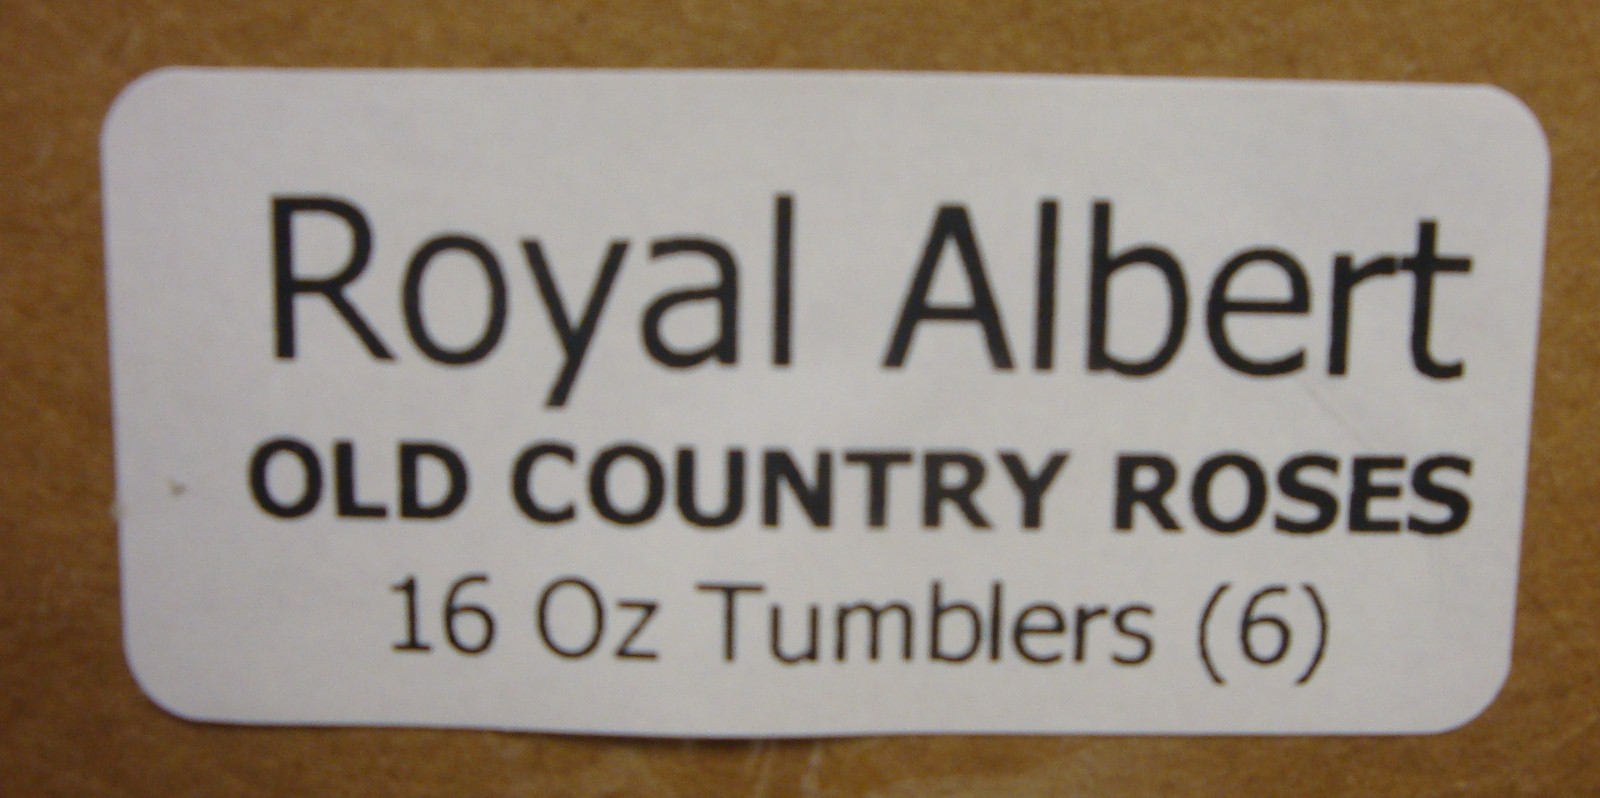 Royal Albert
OLD COUNTRY ROSES
16 Oz Tumblers (6)